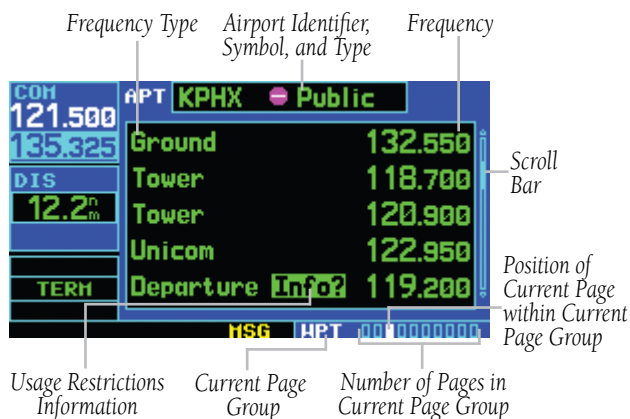 Frequency Type
Airport Identifier,
Symbol, and Type
Frequency
COM
121.500
135.325
APT KPHX Public
Ground 132.550
Tower 118.700
Tower 120.900
Unicom 122.950
Departure Info? 119.200
DIS
12.2nm
TERM
MSG WPT
Scroll
Bar
Position of
Current Page
within Current
Page Group
Usage Restrictions
Information
Current Page
Group
Number of Pages in
Current Page Group